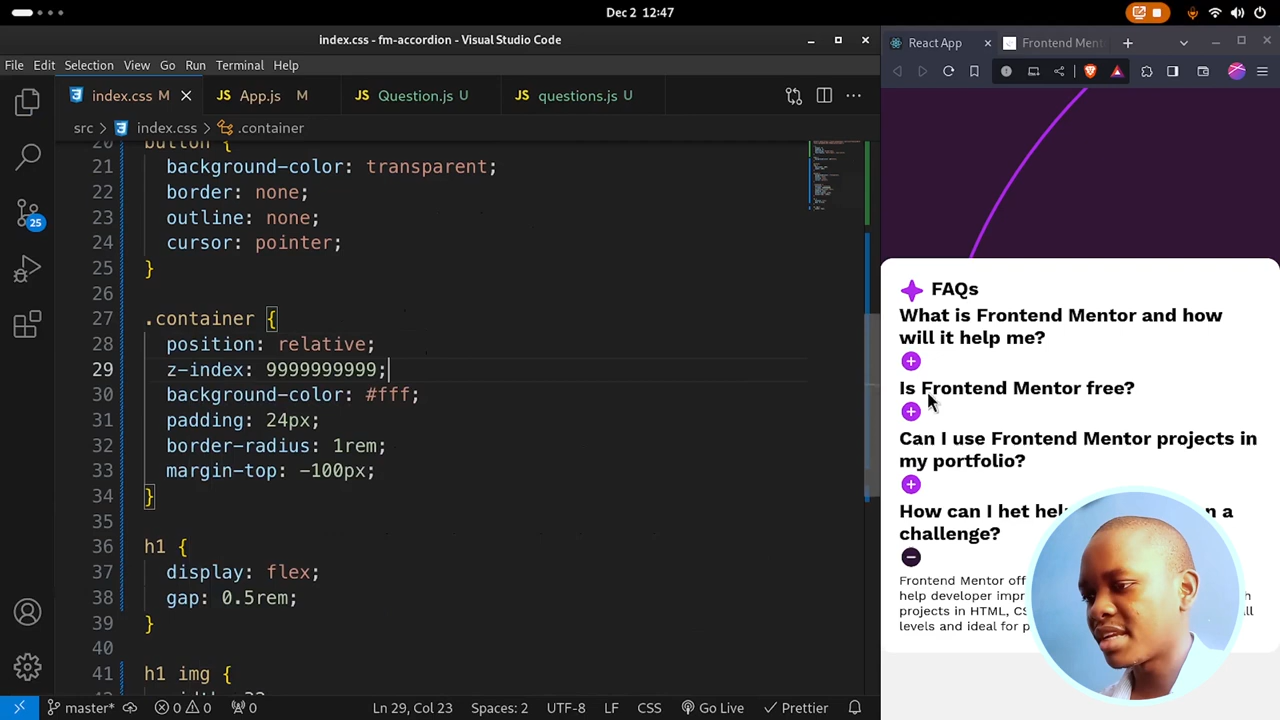 Dec 2 12:47
index.css - fm-accordion - Visual Studio Code
File Edit Selection View Go Run Terminal Help
index.css M
App.js M
Question.js U
questions.js U
src > index.css > .container
20 button {
21 background-color: transparent;
22 border: none;
23 outline: none;
24 cursor: pointer;
25 }
26
27 .container {
28 position: relative;
29 z-index: 9999999999;
30 background-color: #fff;
31 padding: 24px;
32 border-radius: 1rem;
33 margin-top: -100px;
34 }
35
36 h1 {
37 display: flex;
38 gap: 0.5rem;
39 }
40
41 h1 img {
25
master* 0 0 0 Ln 29, Col 23 Spaces: 2 UTF-8 LF CSS Go Live Prettier
React App
Frontend Ment
FAQs
What is Frontend Mentor and how
will it help me?
Is Frontend Mentor free?
Can I use Frontend Mentor projects in
my portfolio?
How can I het hel n a
challenge?
Frontend Mentor off
help developer impr
projects in HTML, CS
levels and ideal for p